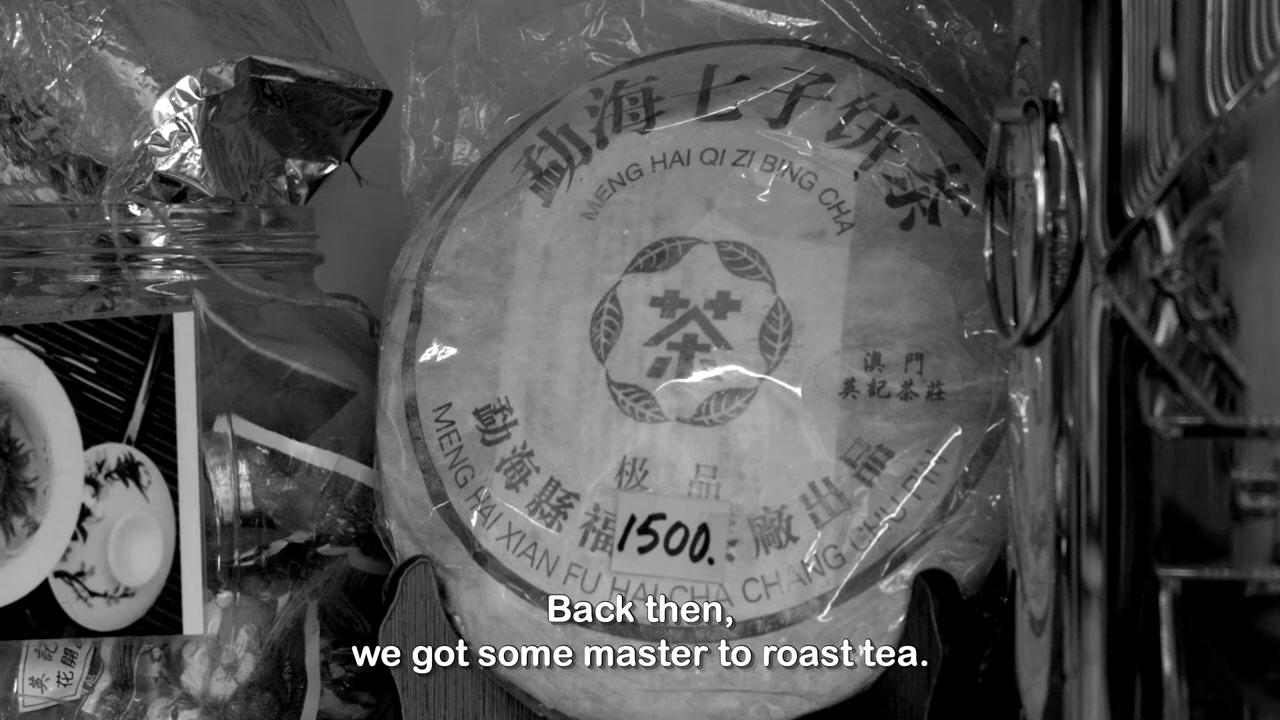 勐海七子饼茶
MENG HAI QI ZI BING CHA
茶
澳門
英記茶莊
极品
勐海縣福
廠出品
MENG HAI XIAN FU HAI CHA CHANG CHU PIN
1500.
Back then,
we got some master to roast tea.